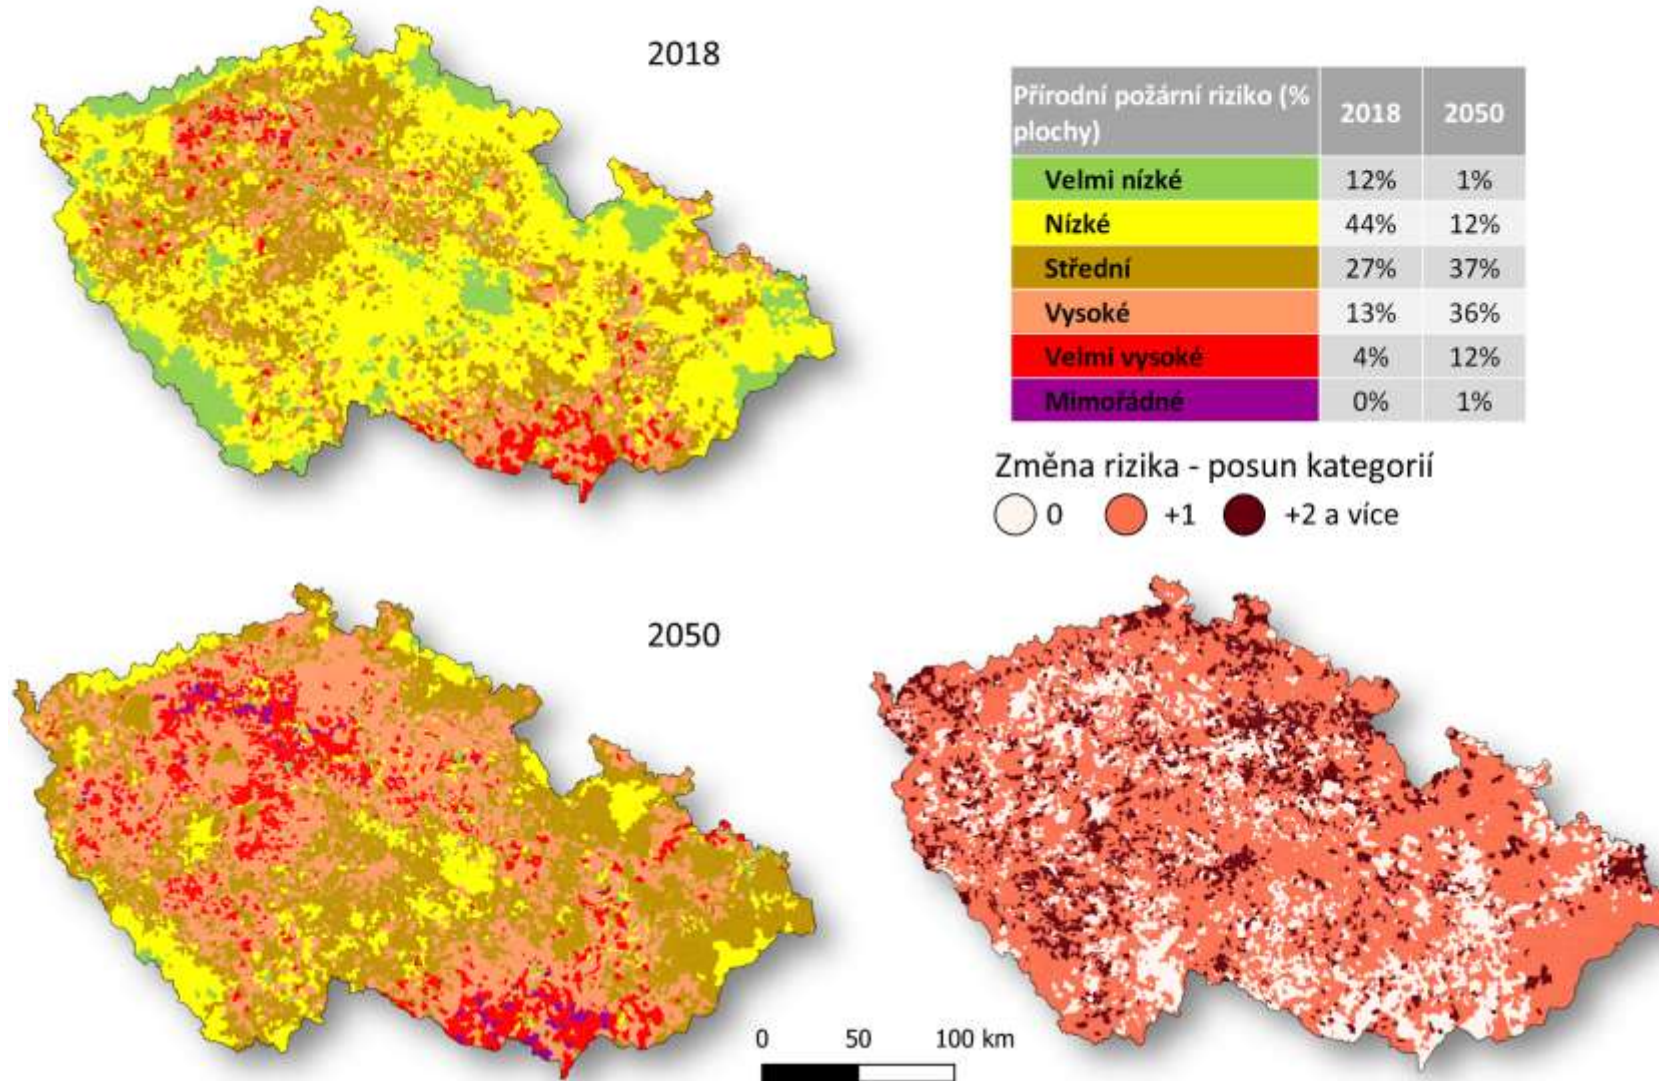 2018
Přírodní požární riziko (% plochy) 2018 2050
Velmi nízké 12% 1%
Nízké 44% 12%
Střední 27% 37%
Vysoké 13% 36%
Velmi vysoké 4% 12%
Mimořádné 0% 1%
Změna rizika - posun kategorií
0 +1 +2 a více
2050
0 50 100 km